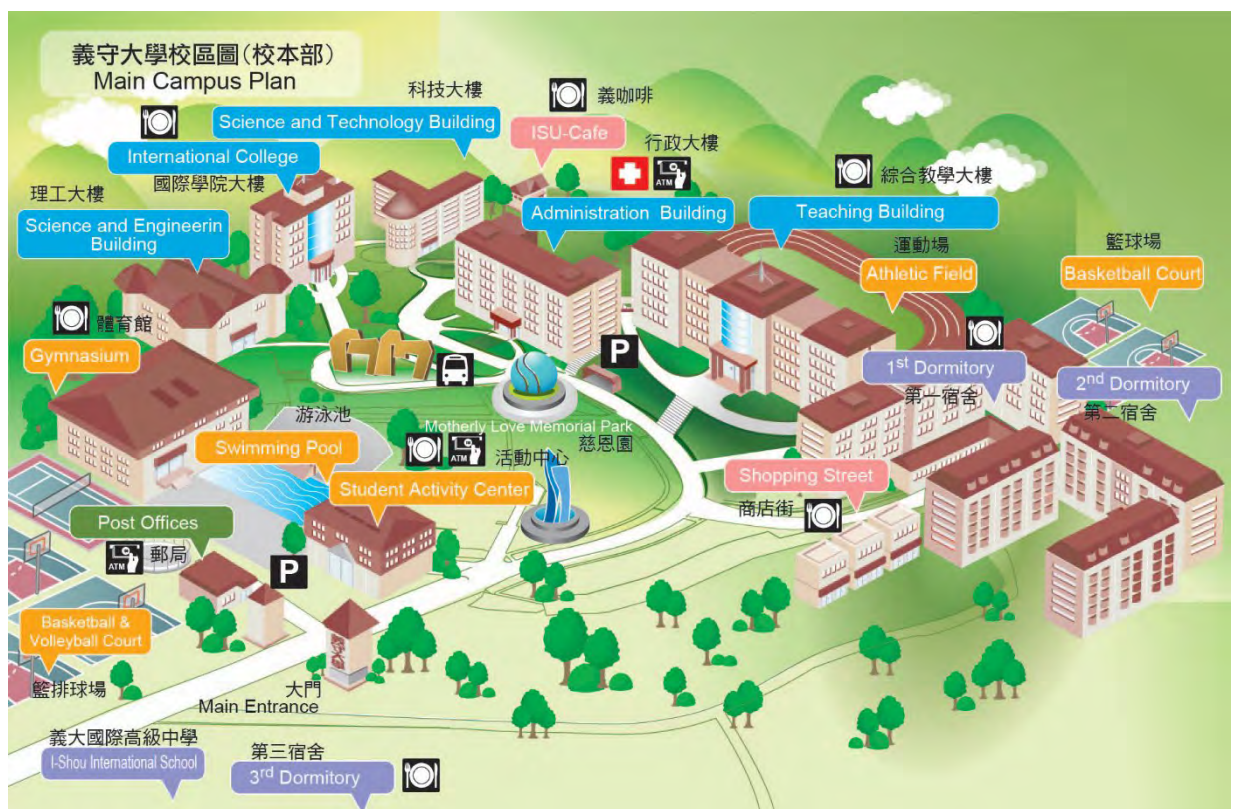 義守大學校區圖(校本部)
Main Campus Plan
科技大樓
Science and Technology Building
義咖啡
ISU-Cafe
International College
國際學院大樓
行政大樓
ATM
Administration Building
綜合教學大樓
Teaching Building
理工大樓
Science and Engineerin
Building
運動場
Athletic Field
籃球場
Basketball Court
體育館
Gymnasium
P
1st Dormitory
第一宿舍
2nd Dormitory
第二宿舍
游泳池
Swimming Pool
Motherly Love Memorial Park
慈恩園
ATM
活動中心
Student Activity Center
Shopping Street
商店街
Post Offices
ATM
郵局
P
Basketball &
Volleyball Court
籃排球場
義守大學
大門
Main Entrance
義大國際高級中學
I-Shou International School
第三宿舍
3rd Dormitory